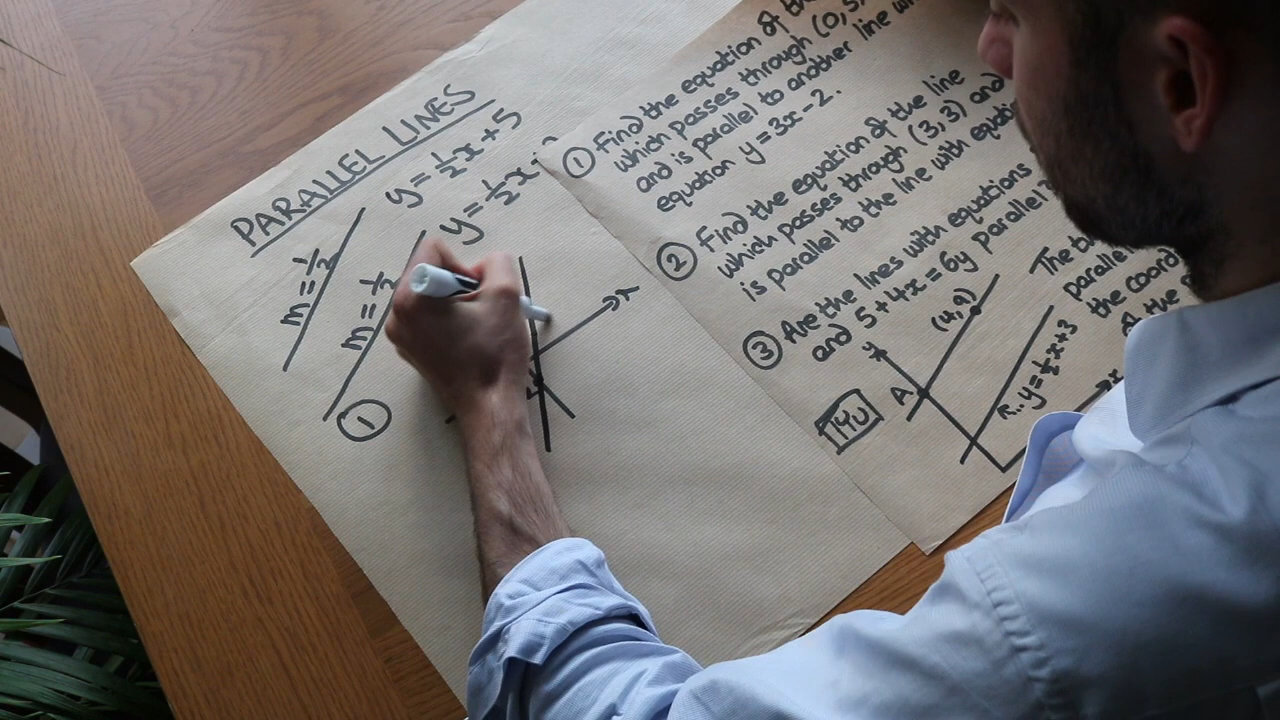 PARALLEL LINES
m = 1/2
y = 1/2x + 5
m = 1/2
y = 1/2x
①
① Find the equation of the
which passes through (0, 5,
and is parallel to another line
equation y = 3x - 2.
② Find the equation of the line
which passes through (3, 3) and
is parallel to the line with
③ Are the lines with equations
and 5 + 4x = 6y parallel?
TYU
y
A
(4, 9)
y = 1/2x + 3
x
The
the